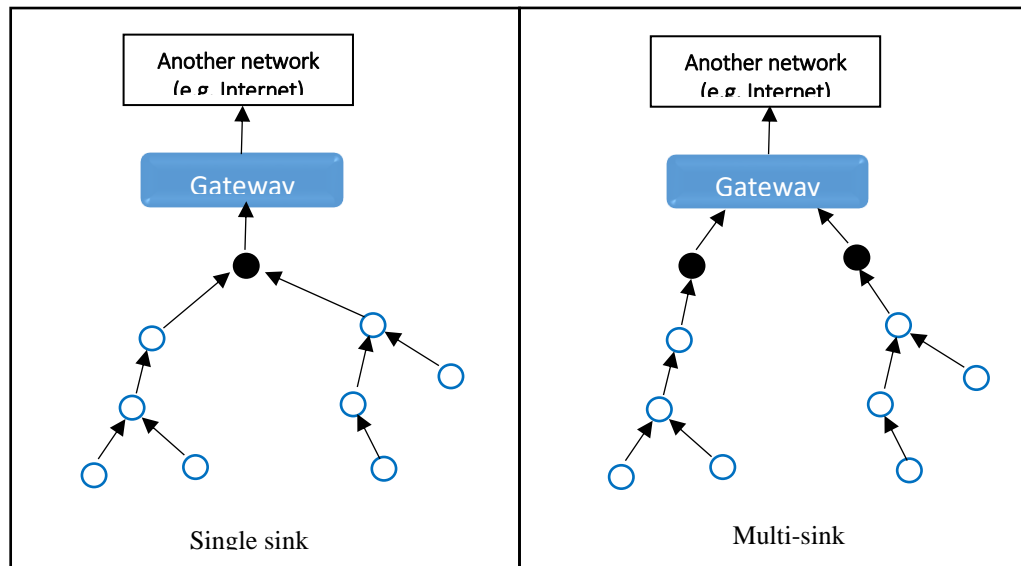 Another network
(e.g. Internet)
Gateway
Single sink
Another network
(e.g. Internet)
Gateway
Multi-sink